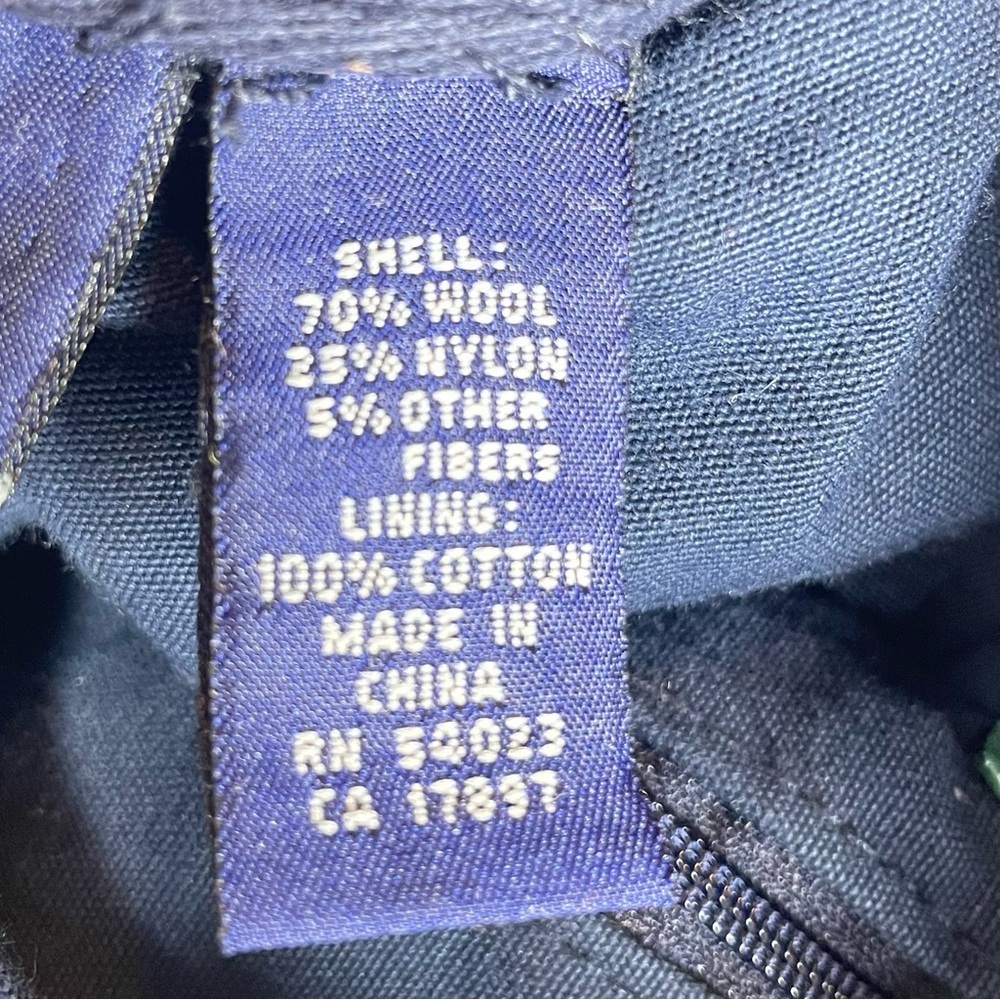 SHELL:
70% WOOL
25% NYLON
5% OTHER
FIBERS
LINING:
100% COTTON
MADE IN
CHINA
RN 54023
CA 17897